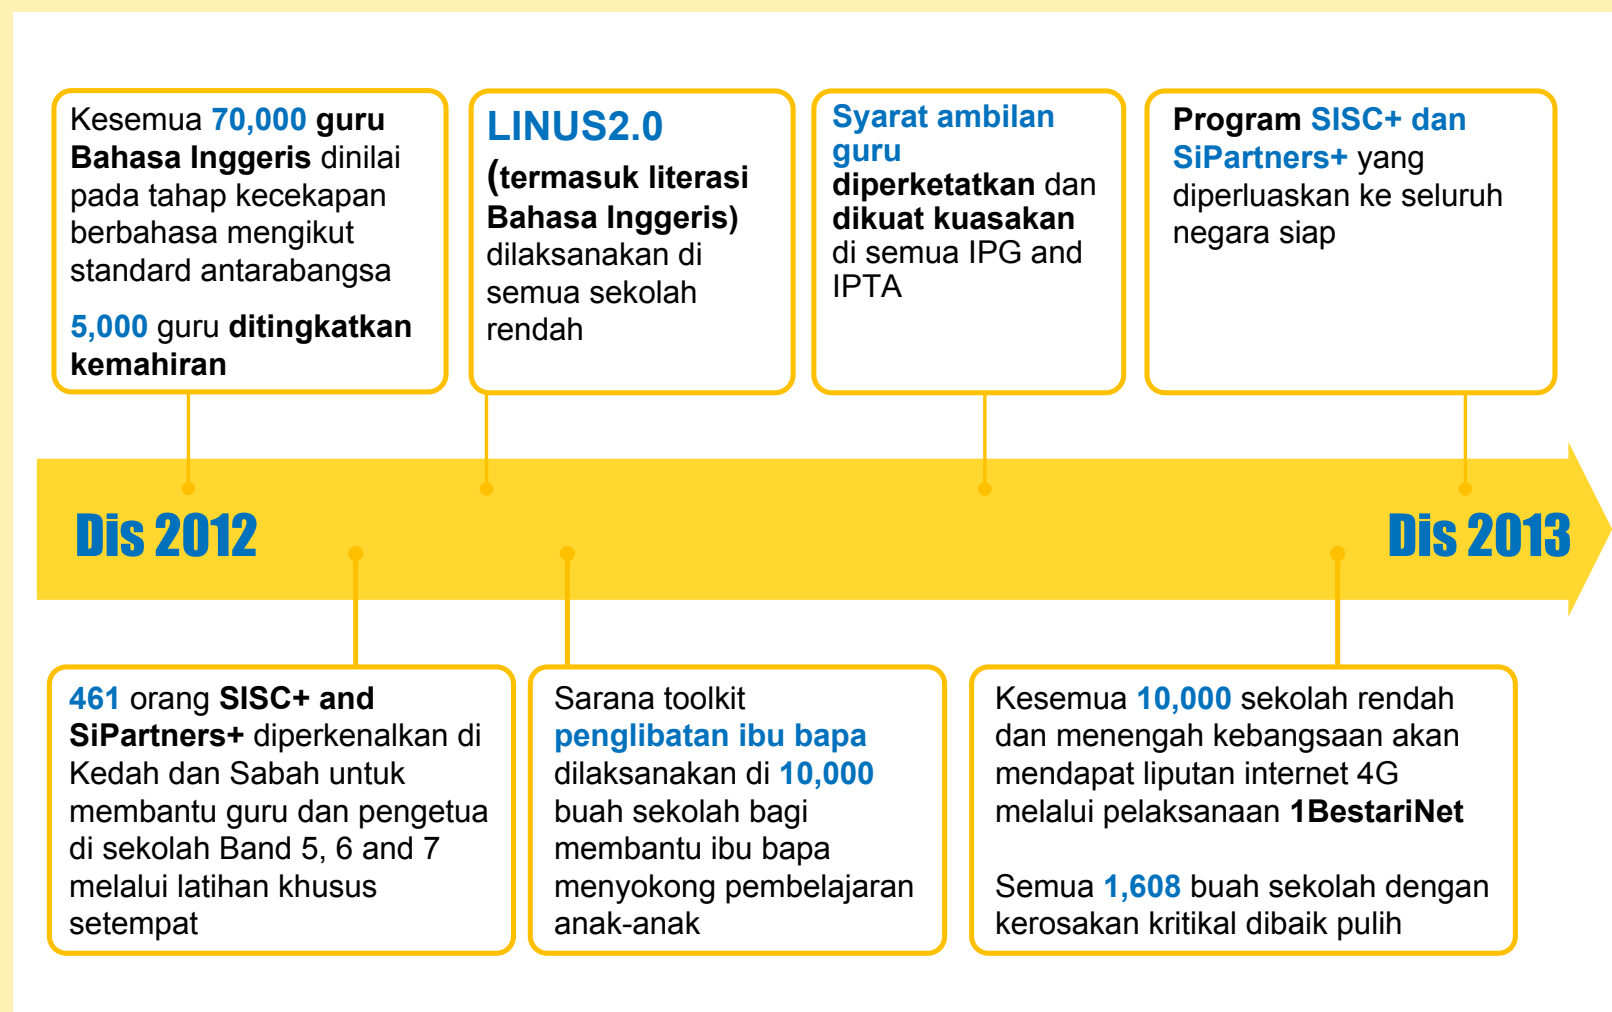 Kesemua 70,000 guru
Bahasa Inggeris dinilai
pada tahap kecekapan
berbahasa mengikut
standard antarabangsa
5,000 guru ditingkatkan
kemahiran
LINUS2.0
(termasuk literasi
Bahasa Inggeris)
dilaksanakan di
semua sekolah
rendah
Syarat ambilan
guru
diperketatkan dan
dikuat kuasakan
di semua IPG and
IPTA
Program SISC+ dan
SiPartners+ yang
diperluaskan ke seluruh
negara siap
Dis 2012
Dis 2013
461 orang SISC+ and
SiPartners+ diperkenalkan di
Kedah dan Sabah untuk
membantu guru dan pengetua
di sekolah Band 5, 6 and 7
melalui latihan khusus
setempat
Sarana toolkit
penglibatan ibu bapa
dilaksanakan di 10,000
buah sekolah bagi
membantu ibu bapa
menyokong pembelajaran
anak-anak
Kesemua 10,000 sekolah rendah
dan menengah kebangsaan akan
mendapat liputan internet 4G
melalui pelaksanaan 1BestariNet
Semua 1,608 buah sekolah dengan
kerosakan kritikal dibaik pulih